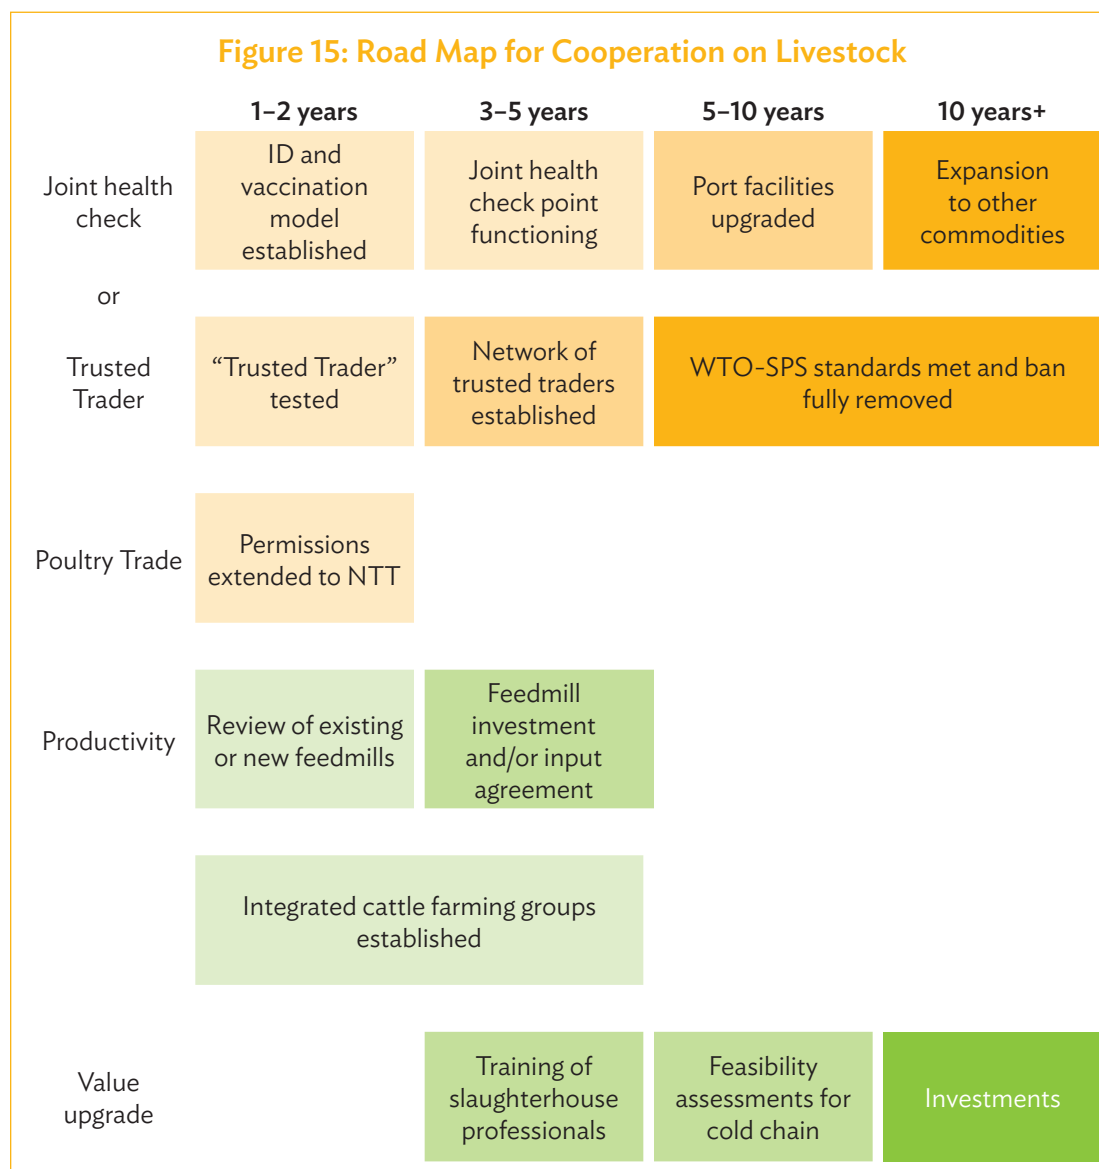 Figure 15: Road Map for Cooperation on Livestock
1–2 years
3–5 years
5–10 years
10 years+
Joint health
check
ID and
vaccination
model
established
Joint health
check point
functioning
Port facilities
upgraded
Expansion
to other
commodities
or
Trusted
Trader
“Trusted Trader”
tested
Network of
trusted traders
established
WTO-SPS standards met and ban
fully removed
Poultry Trade
Permissions
extended to NTT
Productivity
Review of existing
or new feedmills
Feedmill
investment
and/or input
agreement
Integrated cattle farming groups
established
Value
upgrade
Training of
slaughterhouse
professionals
Feasibility
assessments for
cold chain
Investments